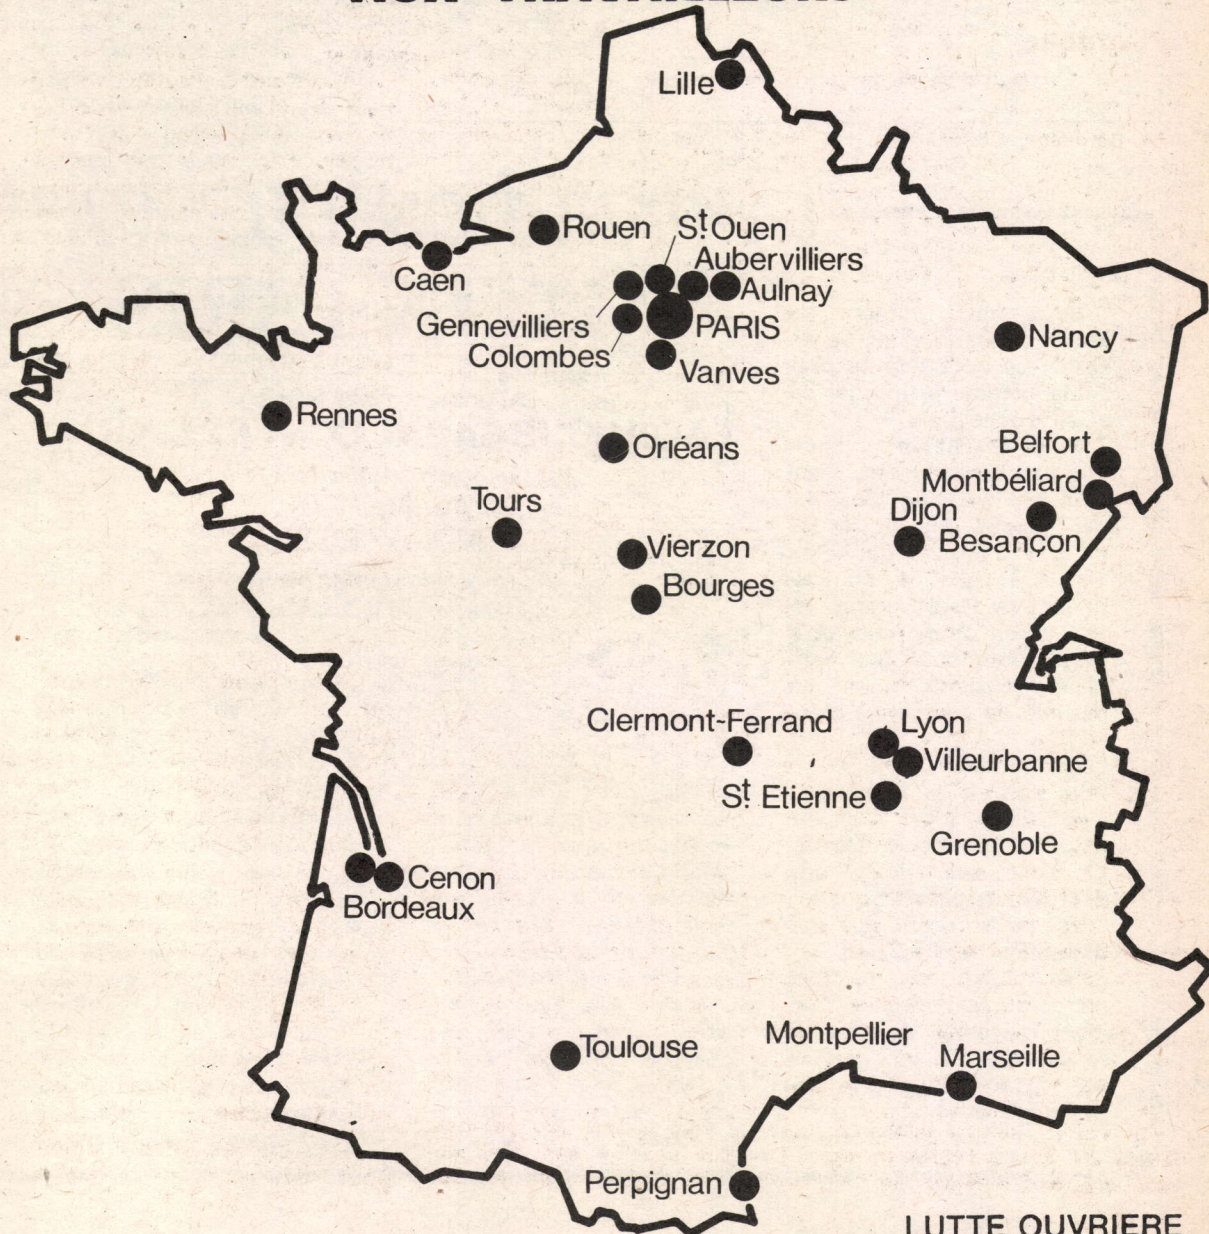 Lille
Rouen
St Ouen
Aubervilliers
Caen
Aulnay
Gennevilliers
PARIS
Colombes
Nancy
Vanves
Rennes
Orléans
Belfort
Montbéliard
Tours
Dijon
Besançon
Vierzon
Bourges
Clermont-Ferrand
Lyon
Villeurbanne
St Etienne
Grenoble
Cenon
Bordeaux
Toulouse
Montpellier
Marseille
Perpignan
LUTTE OUVRIERE